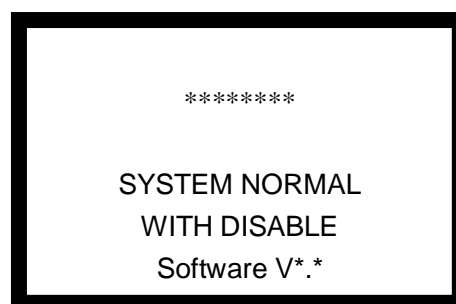 ********
SYSTEM NORMAL
WITH DISABLE
Software V*.*